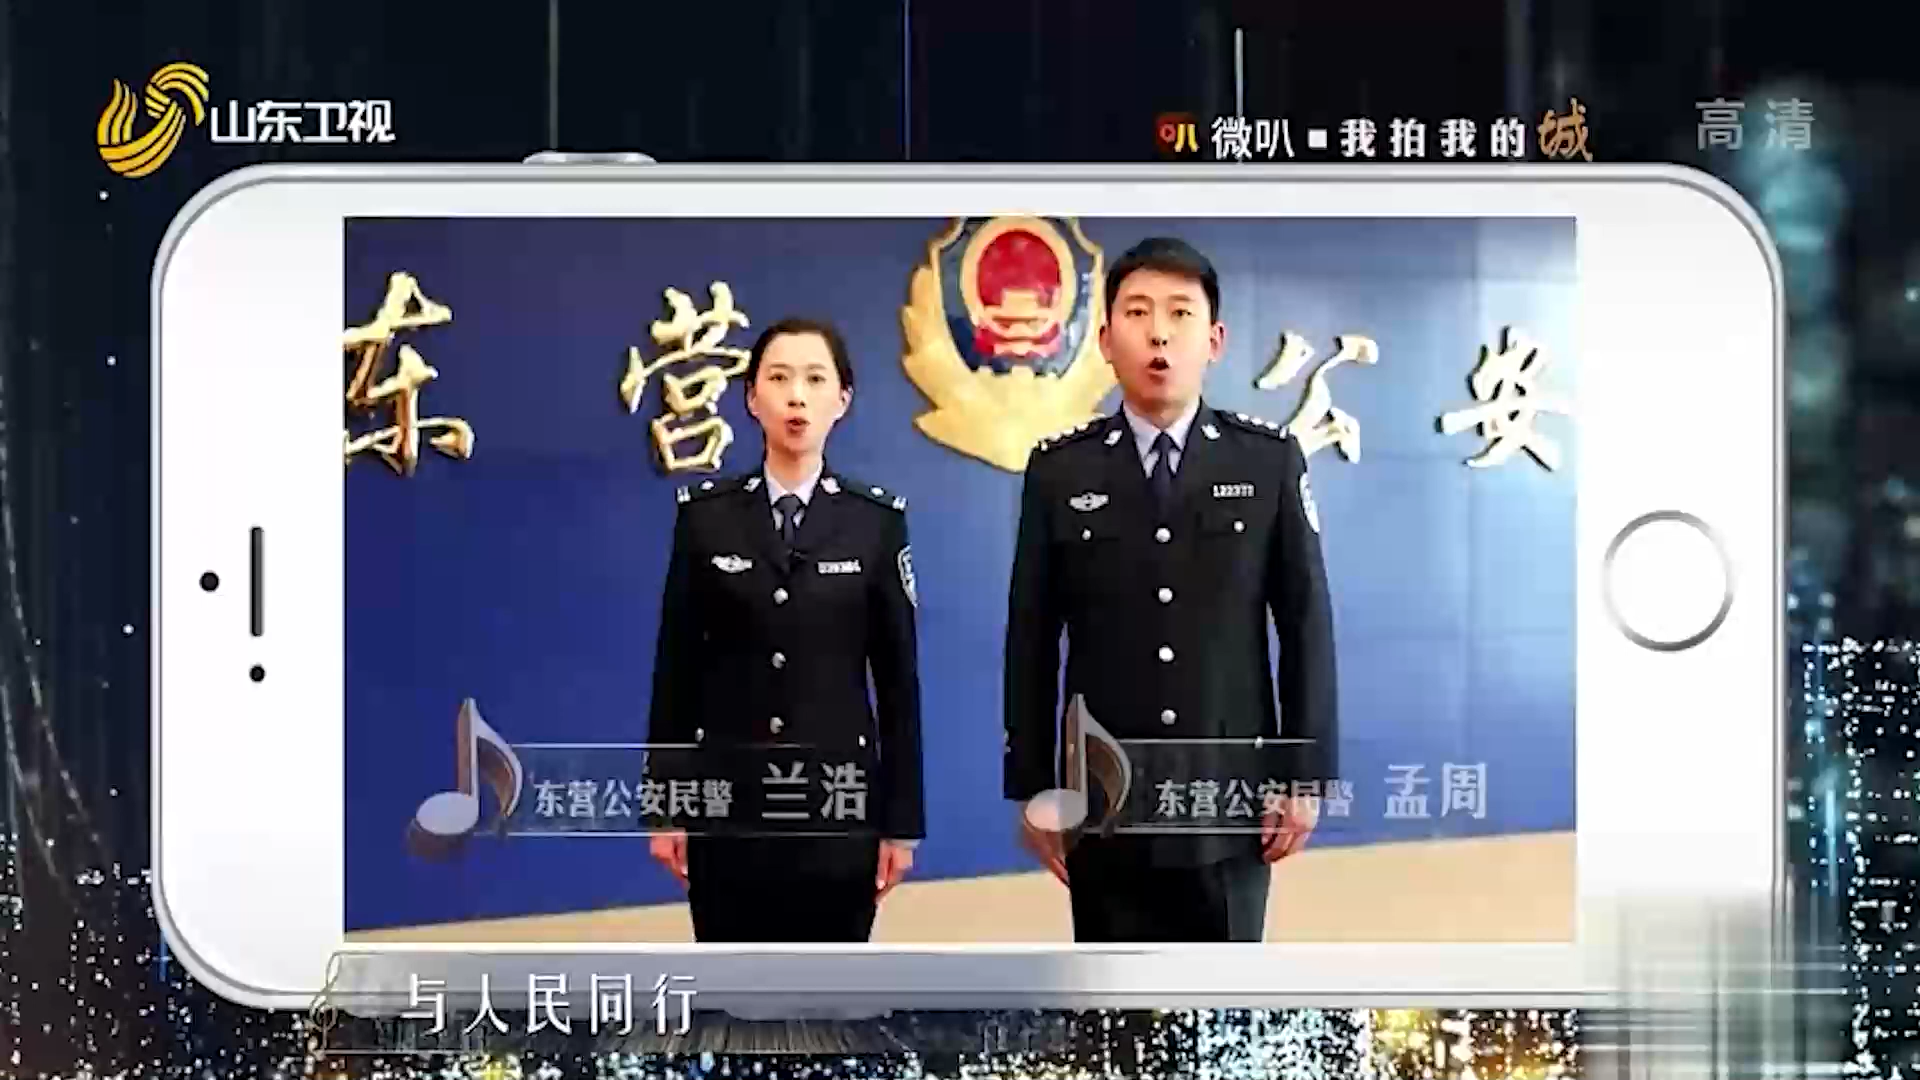 山东卫视
叭 微叭■我拍我的城
高清
东营公安
122377
东营公安民警 兰浩
东营公安民警 孟周
与人民同行